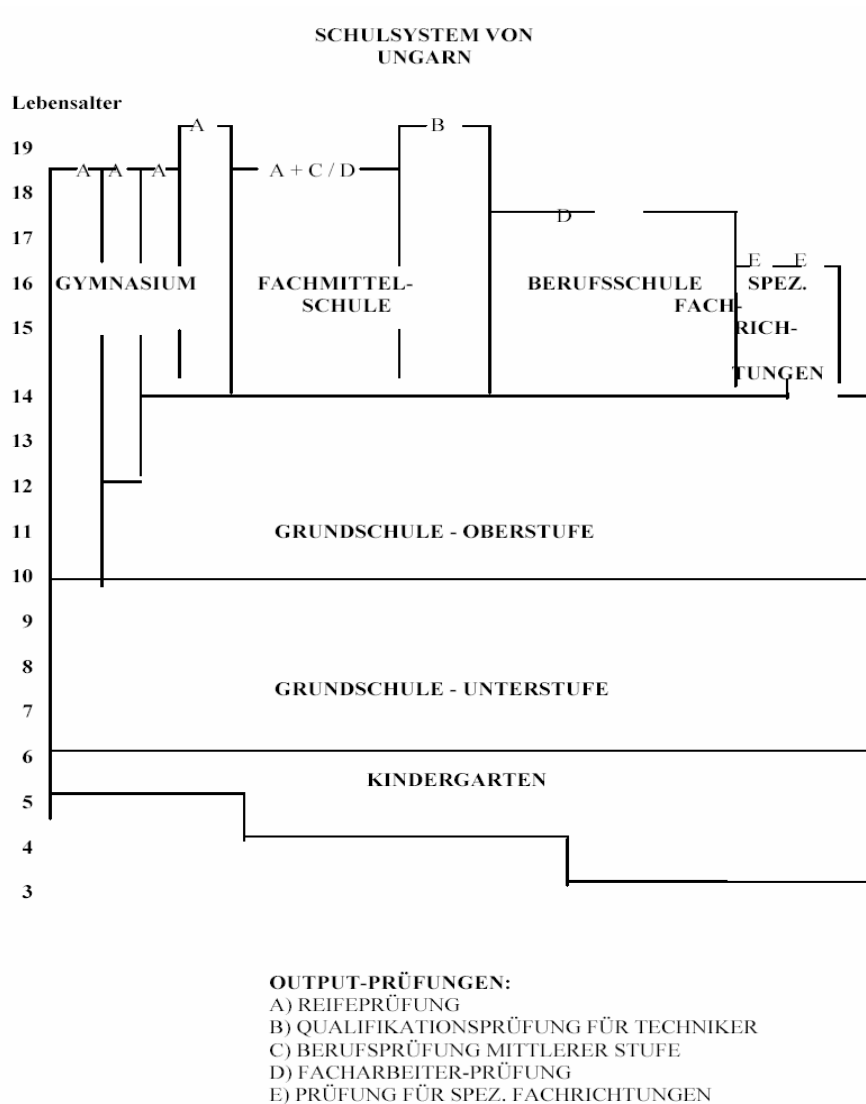 SCHULSYSTEM VON
UNGARN
Lebensalter
A
B
19
A A A
A + C / D
18
D
17
E E
16
GYMNASIUM
FACHMITTEL-
BERUFSSCHULE
SPEZ.
SCHULE
FACH-
15
RICH-
TUNGEN
14
13
12
11
GRUNDSCHULE - OBERSTUFE
10
9
8
GRUNDSCHULE - UNTERSTUFE
7
6
KINDERGARTEN
5
4
3
OUTPUT-PRÜFUNGEN:
A) REIFEPRÜFUNG
B) QUALIFIKATIONSPRÜFUNG FÜR TECHNIKER
C) BERUFSPRÜFUNG MITTLERER STUFE
D) FACHARBEITER-PRÜFUNG
E) PRÜFUNG FÜR SPEZ. FACHRICHTUNGEN